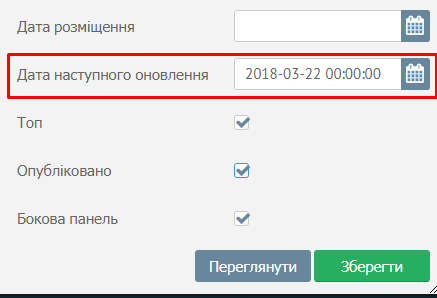 Дата розміщення
Дата наступного оновлення 2018-03-22 00:00:00
Топ
Опубліковано
Бокова панель
Переглянути Зберегти